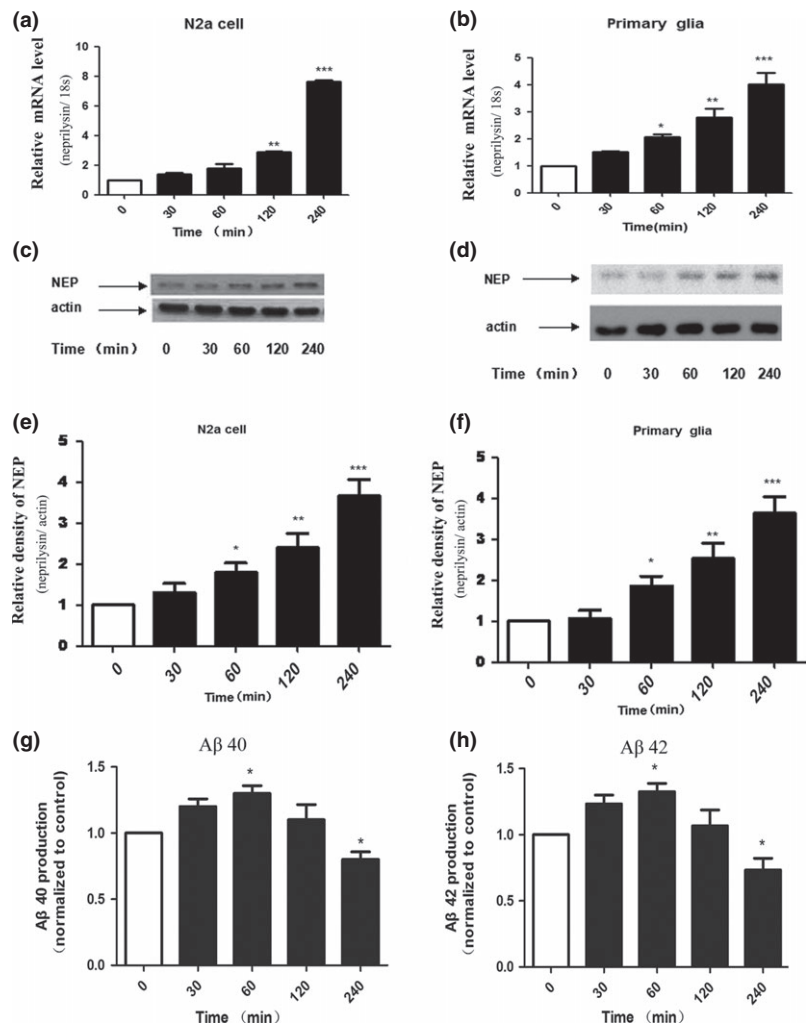 (a)
N2a cell
Relative mRNA level
(neprilysin/ 18s)
10
8
6
4
2
0
**
***
0 30 60 120 240
Time （min）
(b)
Primary glia
Relative mRNA level
(neprilysin/ 18s)
5
4
3
2
1
0
*
**
***
0 30 60 120 240
Time(min)
(c)
NEP
actin
Time （min） 0 30 60 120 240
(d)
NEP
actin
Time （min） 0 30 60 120 240
(e)
N2a cell
Relative density of NEP
(neprilysin/ actin)
5
4
3
2
1
0
*
**
***
0 30 60 120 240
Time(min)
(f)
Primary glia
Relative density of NEP
(neprilysin/ actin)
5
4
3
2
1
0
*
**
***
0 30 60 120 240
Time(min)
(g)
Aβ 40
Aβ 40 production
（normalized to control)
1.5
1.0
0.5
0.0
*
*
0 30 60 120 240
Time （min）
(h)
Aβ 42
Aβ 42 production
（normalized to control)
1.5
1.0
0.5
0.0
*
*
0 30 60 120 240
Time （min）